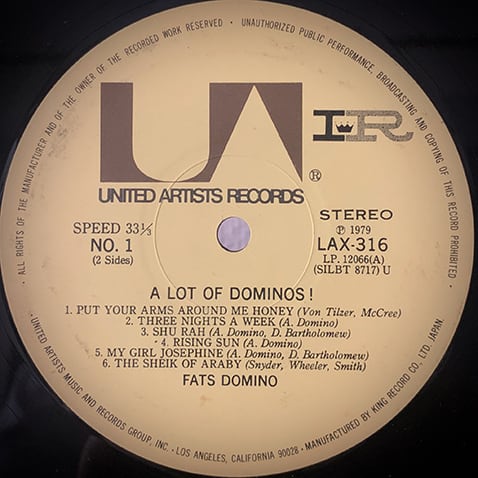 · ALL RIGHTS OF THE MANUFACTURER AND OF THE OWNER OF THE RECORDED WORK RESERVED · UNAUTHORIZED PUBLIC PERFORMANCE, BROADCASTING AND COPYING OF THIS RECORD PROHIBITED ·
UA
IR
®
UNITED ARTISTS RECORDS
SPEED 33⅓
NO. 1
(2 Sides)
STEREO
Ⓟ 1979
LAX-316
LP. 12066(A)
(SILBT 8717) U
A LOT OF DOMINOS!
1. PUT YOUR ARMS AROUND ME HONEY (Von Tilzer, McCree)
2. THREE NIGHTS A WEEK (A. Domino)
3. SHU RAH (A. Domino, D. Bartholomew)
4. RISING SUN (A. Domino)
5. MY GIRL JOSEPHINE (A. Domino, D. Bartholomew)
6. THE SHEIK OF ARABY (Snyder, Wheeler, Smith)
FATS DOMINO
· UNITED ARTISTS MUSIC AND RECORDS GROUP, INC. · LOS ANGELES, CALIFORNIA 90028 · MANUFACTURED BY KING RECORD CO., LTD. JAPAN.